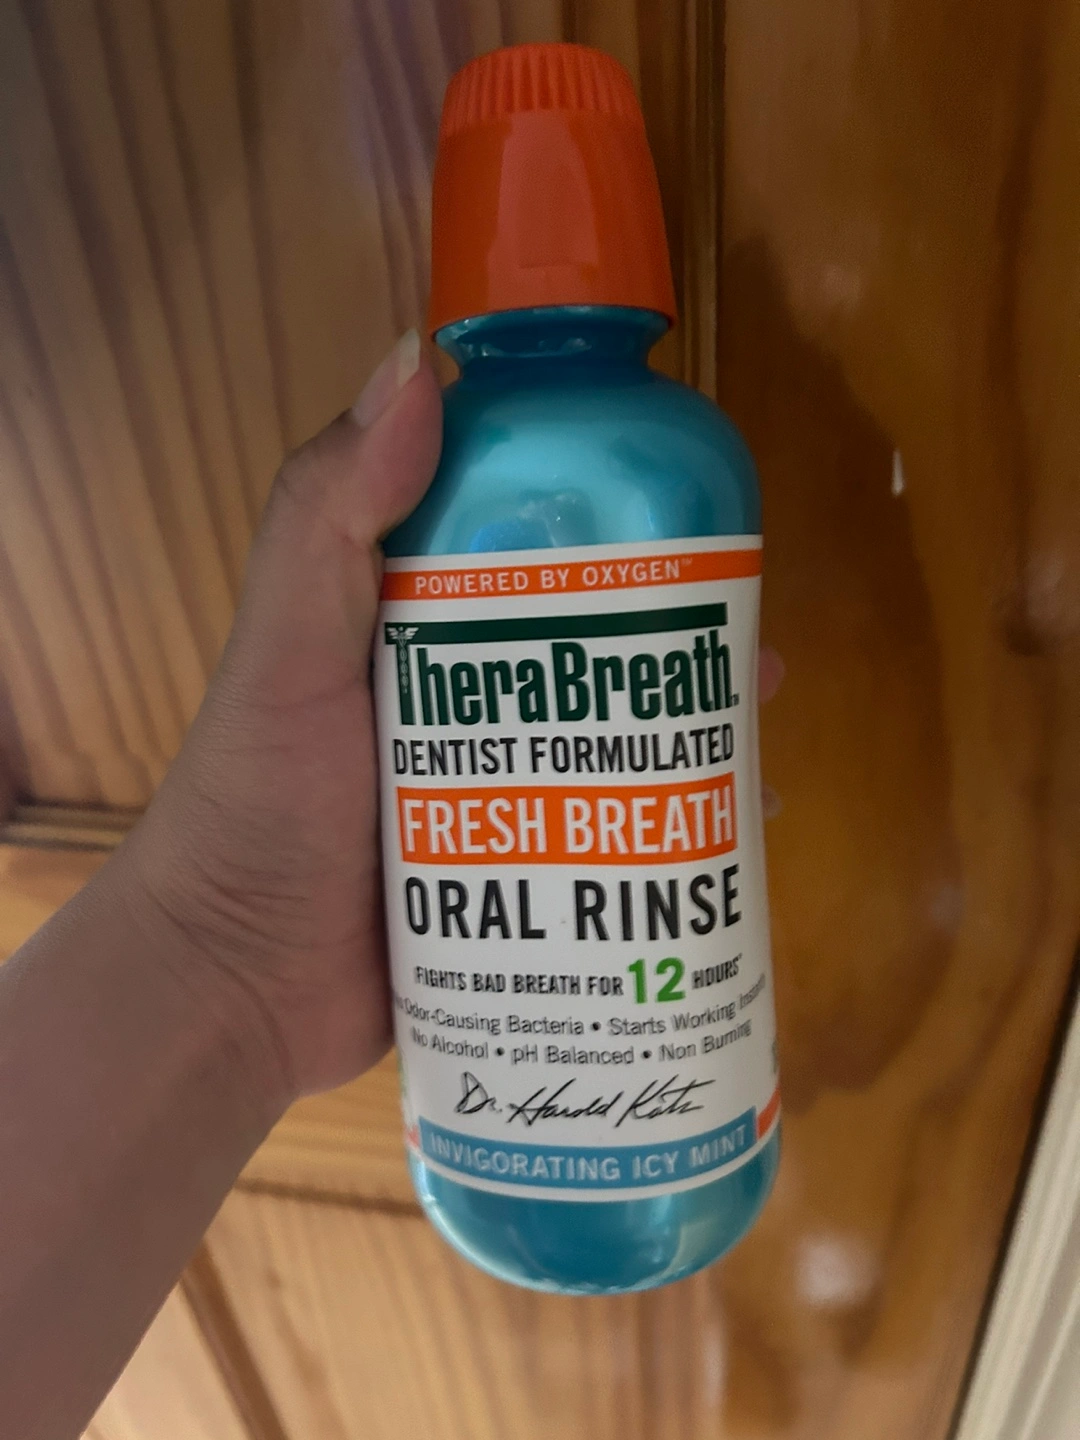 POWERED BY OXYGEN™
TheraBreath™
DENTIST FORMULATED
FRESH BREATH
ORAL RINSE
FIGHTS BAD BREATH FOR 12 HOURS*
Odor-Causing Bacteria • Starts Working
No Alcohol • pH Balanced • Non Burning
Dr. Harold Katz
INVIGORATING ICY MINT